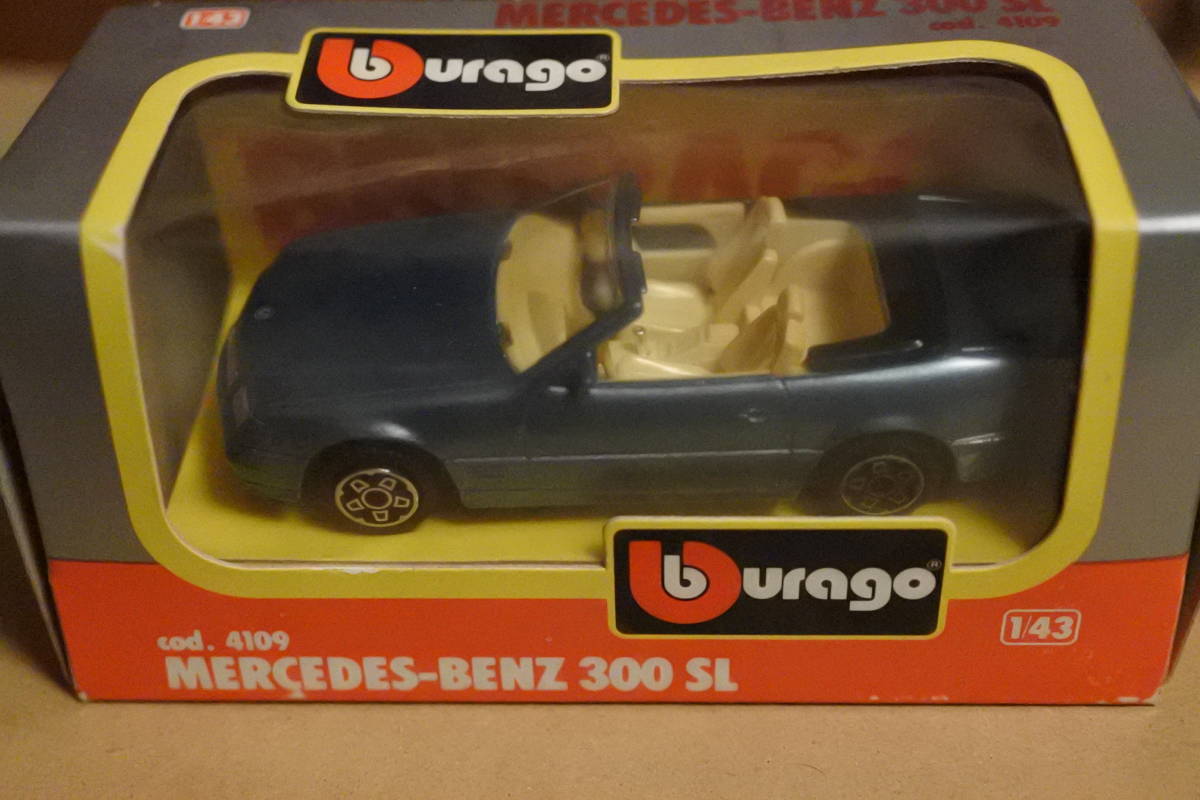 1/43
MERCEDES-BENZ 300 SL
cod. 4109
burago®
burago®
cod. 4109
MERCEDES-BENZ 300 SL
1/43